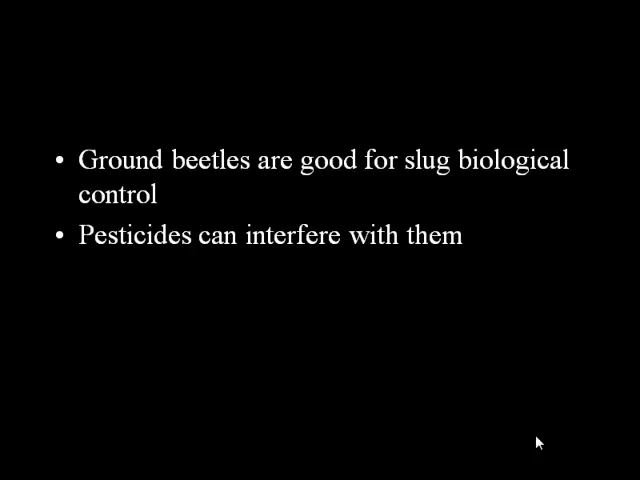 • Ground beetles are good for slug biological
control
• Pesticides can interfere with them